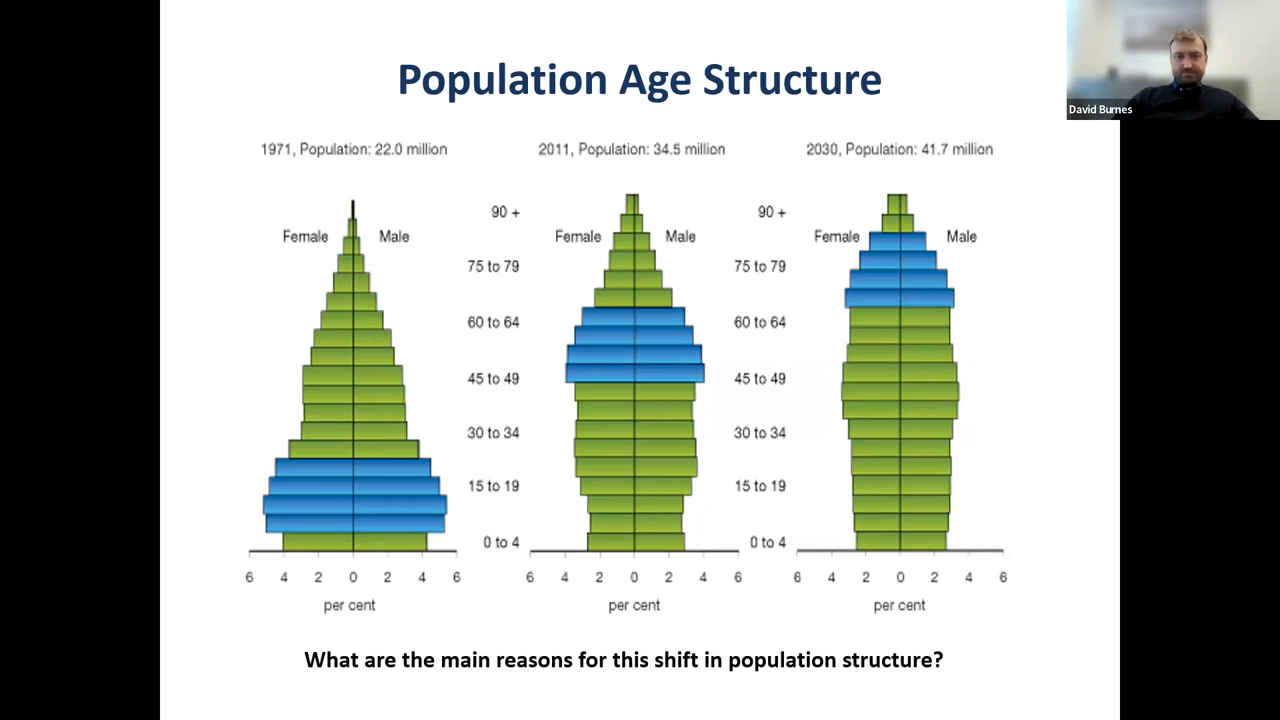 Population Age Structure
David Burnes
1971, Population: 22.0 million
2011, Population: 34.5 million
2030, Population: 41.7 million
90 +
90 +
Female
Male
Female
Male
Female
Male
75 to 79
75 to 79
60 to 64
60 to 64
45 to 49
45 to 49
30 to 34
30 to 34
15 to 19
15 to 19
0 to 4
0 to 4
6 4 2 0 2 4 6
6 4 2 0 2 4 6
6 4 2 0 2 4 6
per cent
per cent
per cent
What are the main reasons for this shift in population structure?